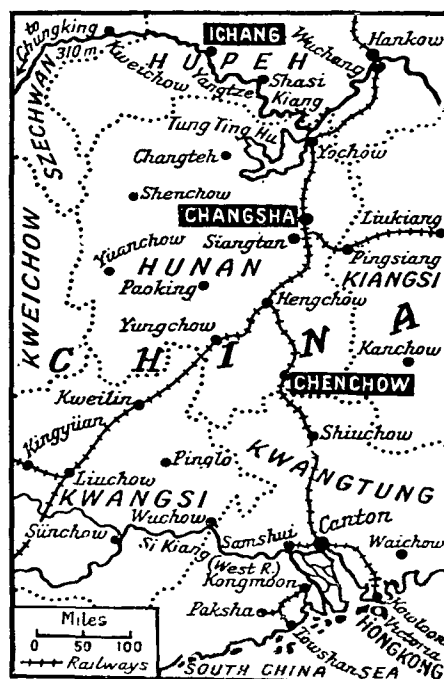 to Chungking 310 m
ICHANG
Wuchang
Hankow
HUPEH
Kweichow
Yangtze Kiang
Shasi
SZECHWAN
Tung Ting Hu
Yochow
Changteh
Shenchow
CHANGSHA
Liukiang
Siangtan
Pingsiang
KIANGSI
Yuanchow
HUNAN
Paoking
KWEICHOW
Hengchow
Yungchow
CHINA
Kanchow
CHENCHOW
Kweilin
Kingyüan
Shiuchow
Pinglo
Liuchow
KWANGTUNG
KWANGSI
Wuchow
Canton
Sünchow
Si Kiang
(West R.)
Samshui
Waichow
Kongmoon
Miles
0 50 100
Railways
Paksha
Kowloon
Victoria
HONGKONG
Towshan
SOUTH CHINA SEA